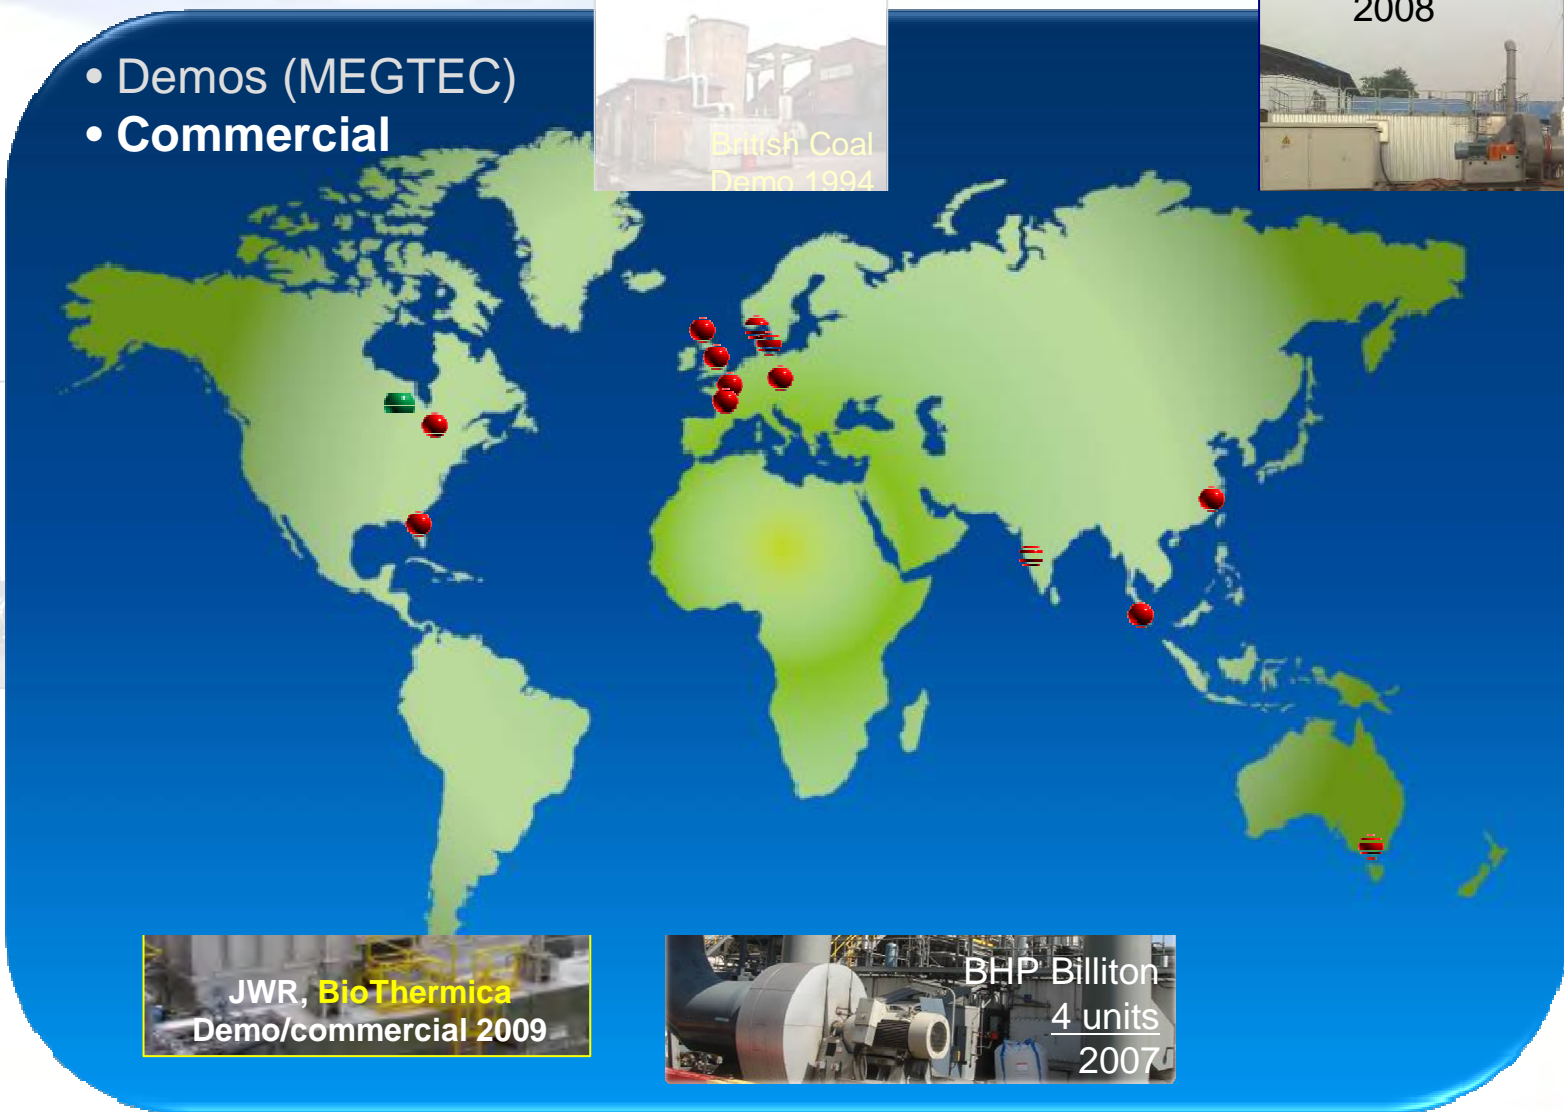 • Demos (MEGTEC)
• Commercial
British Coal
Demo 1994
2008
JWR, BioThermica
Demo/commercial 2009
BHP Billiton
4 units
2007